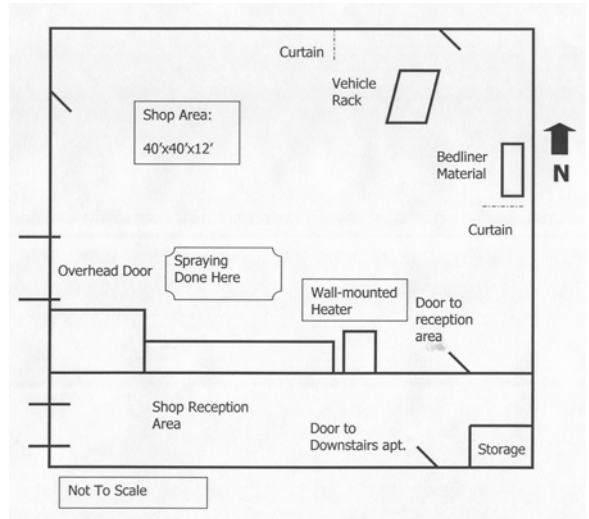 Curtain
Vehicle
Rack
Shop Area:
40'x40'x12'
Bedliner
Material
N
Curtain
Overhead Door
Spraying
Done Here
Wall-mounted
Heater
Door to
reception
area
Shop Reception
Area
Door to
Downstairs apt.
Storage
Not To Scale